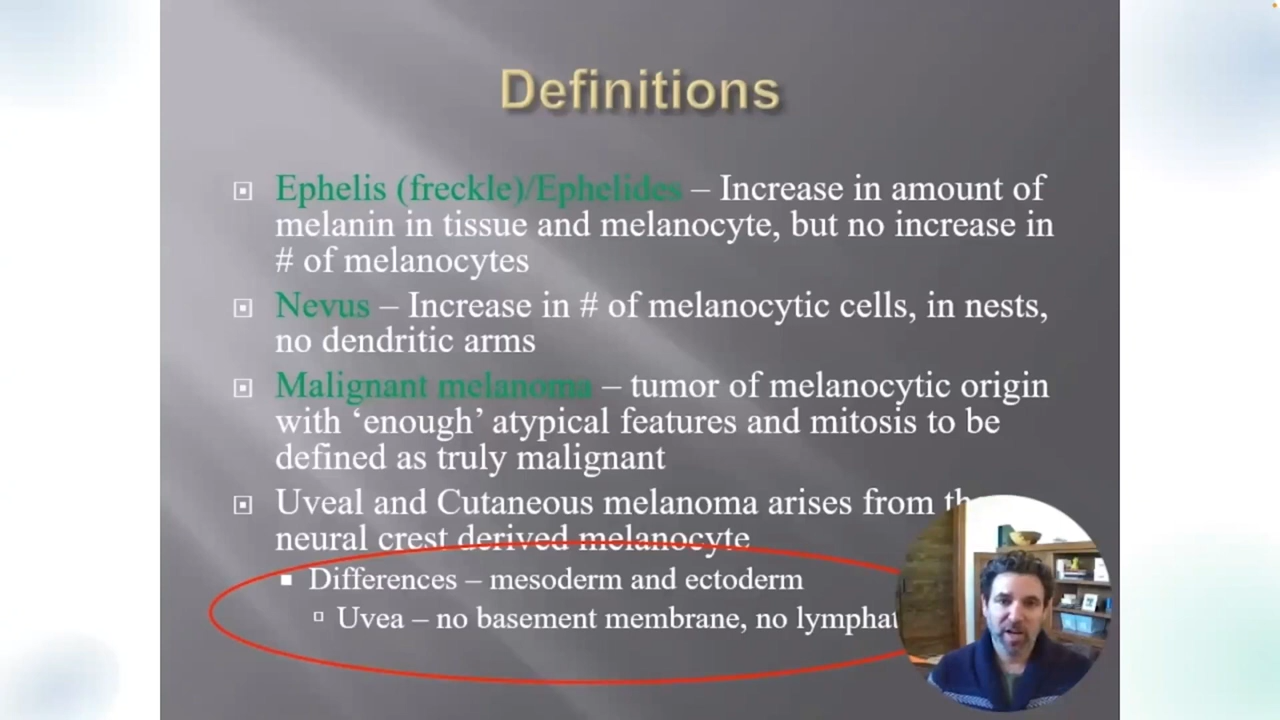 Definitions
Ephelis (freckle)/Ephelides – Increase in amount of
melanin in tissue and melanocyte, but no increase in
# of melanocytes
Nevus – Increase in # of melanocytic cells, in nests,
no dendritic arms
Malignant melanoma – tumor of melanocytic origin
with ‘enough’ atypical features and mitosis to be
defined as truly malignant
Uveal and Cutaneous melanoma arises from
neural crest derived melanocyte
Differences – mesoderm and ectoderm
Uvea – no basement membrane, no